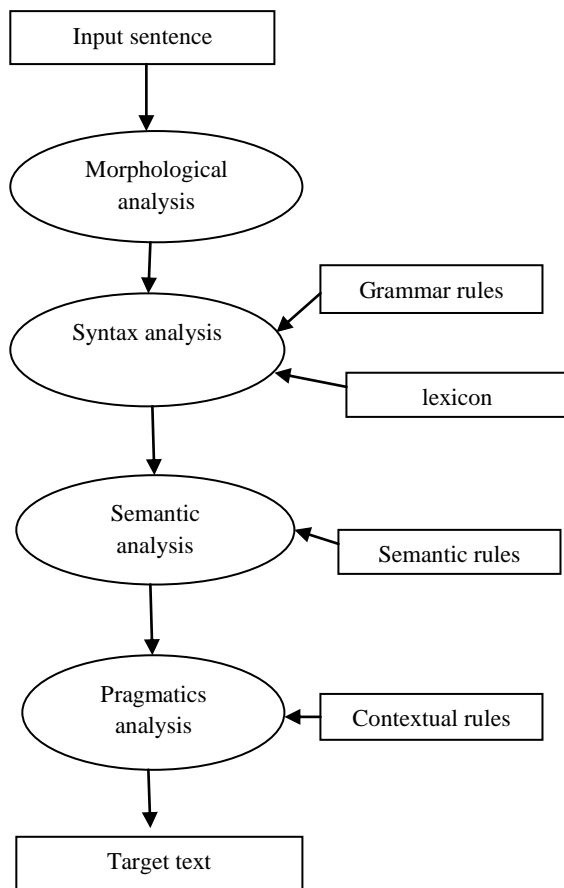 Input sentence
Morphological
analysis
Grammar rules
Syntax analysis
lexicon
Semantic
analysis
Semantic rules
Pragmatics
analysis
Contextual rules
Target text